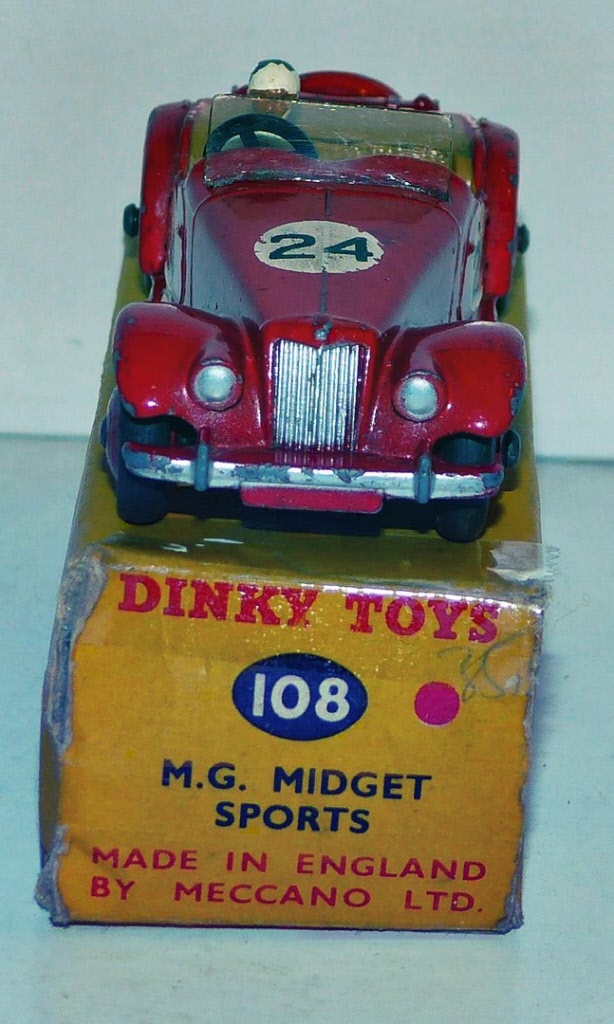 24
DINKY TOYS
108
M.G. MIDGET
SPORTS
MADE IN ENGLAND
BY MECCANO LTD.